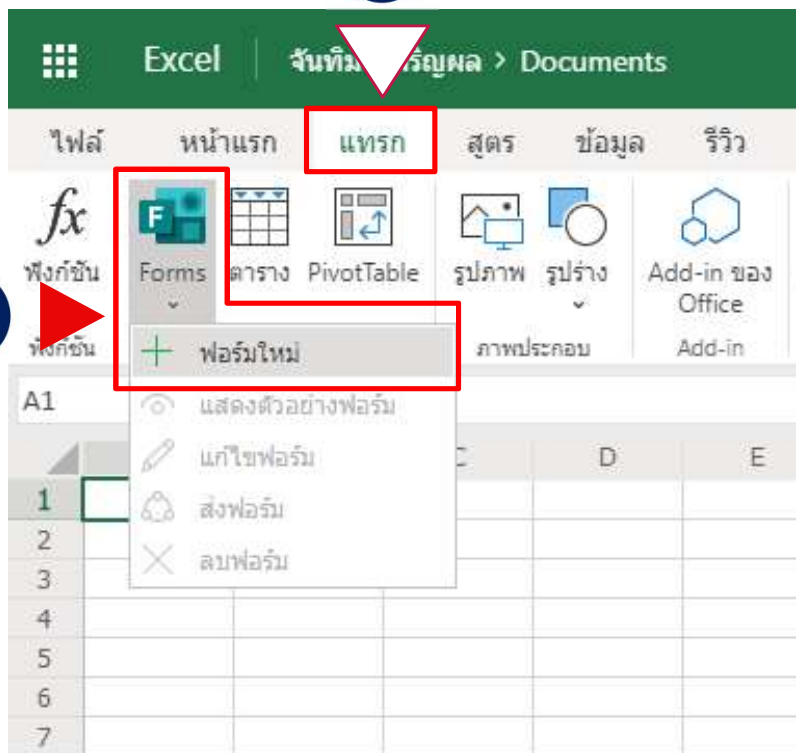 Excel จันทิม ริญผล > Documents
ไฟล์ หน้าแรก แทรก สูตร ข้อมูล รีวิว
fx F
ฟังก์ชัน Forms ตาราง PivotTable รูปภาพ รูปร่าง Add-in ของ
Office
ฟังก์ชัน ภาพประกอบ Add-in
ฟอร์มใหม่
A1
แสดงตัวอย่างฟอร์ม
แก้ไขฟอร์ม
ส่งฟอร์ม
ลบฟอร์ม
C D E
1
2
3
4
5
6
7